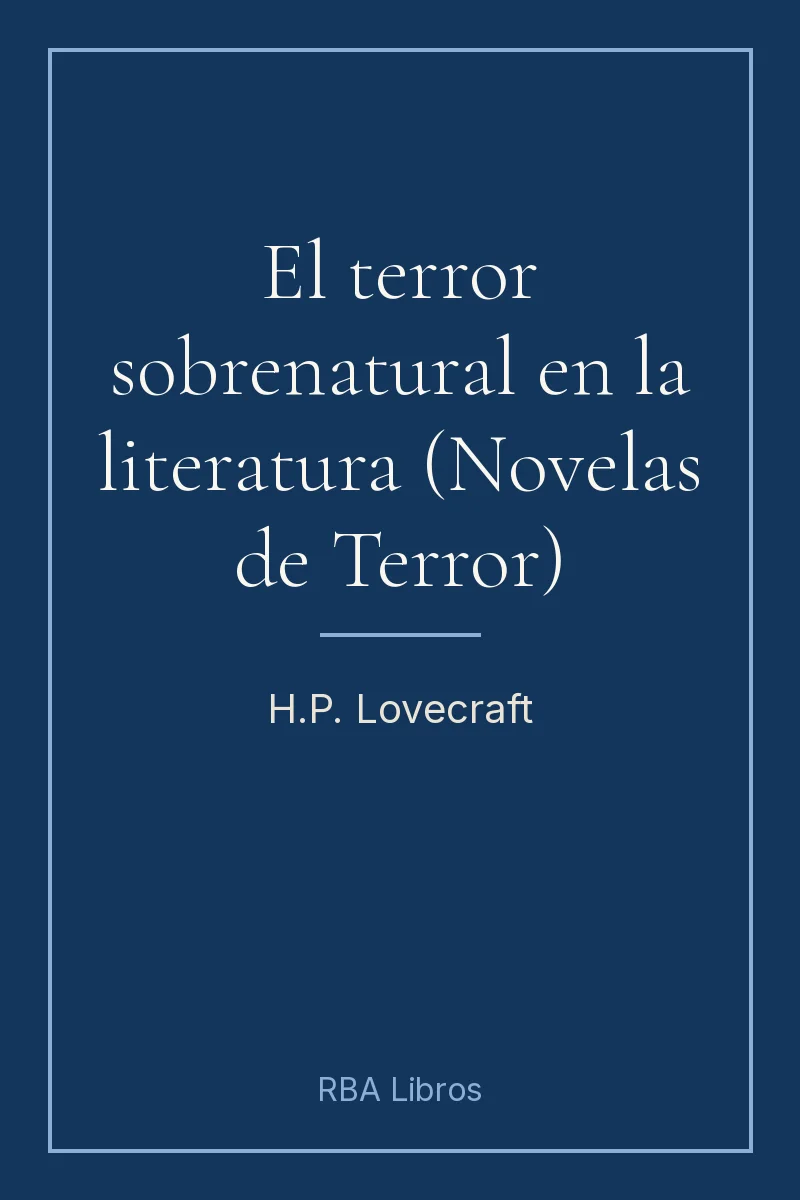 El terror
sobrenatural en la
literatura (Novelas
de Terror)
H.P. Lovecraft
RBA Libros